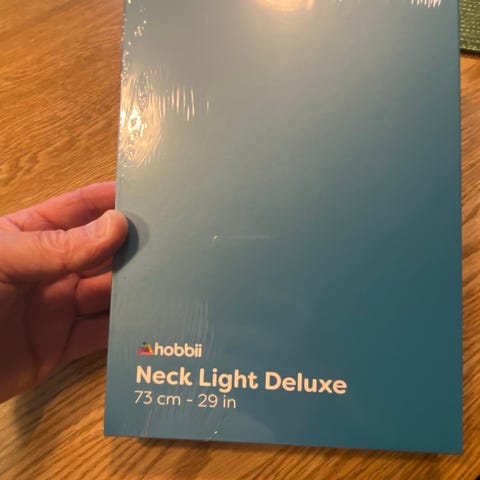 hobbii
Neck Light Deluxe
73 cm - 29 in